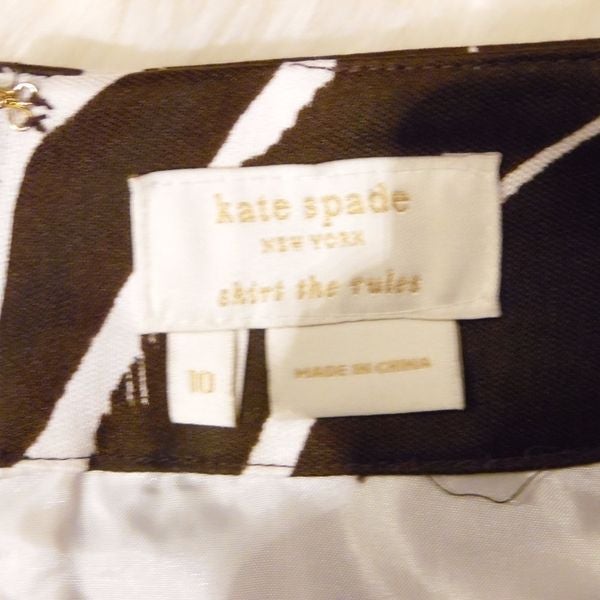 kate spade
NEW YORK
skirt the rules
10
MADE IN CHINA